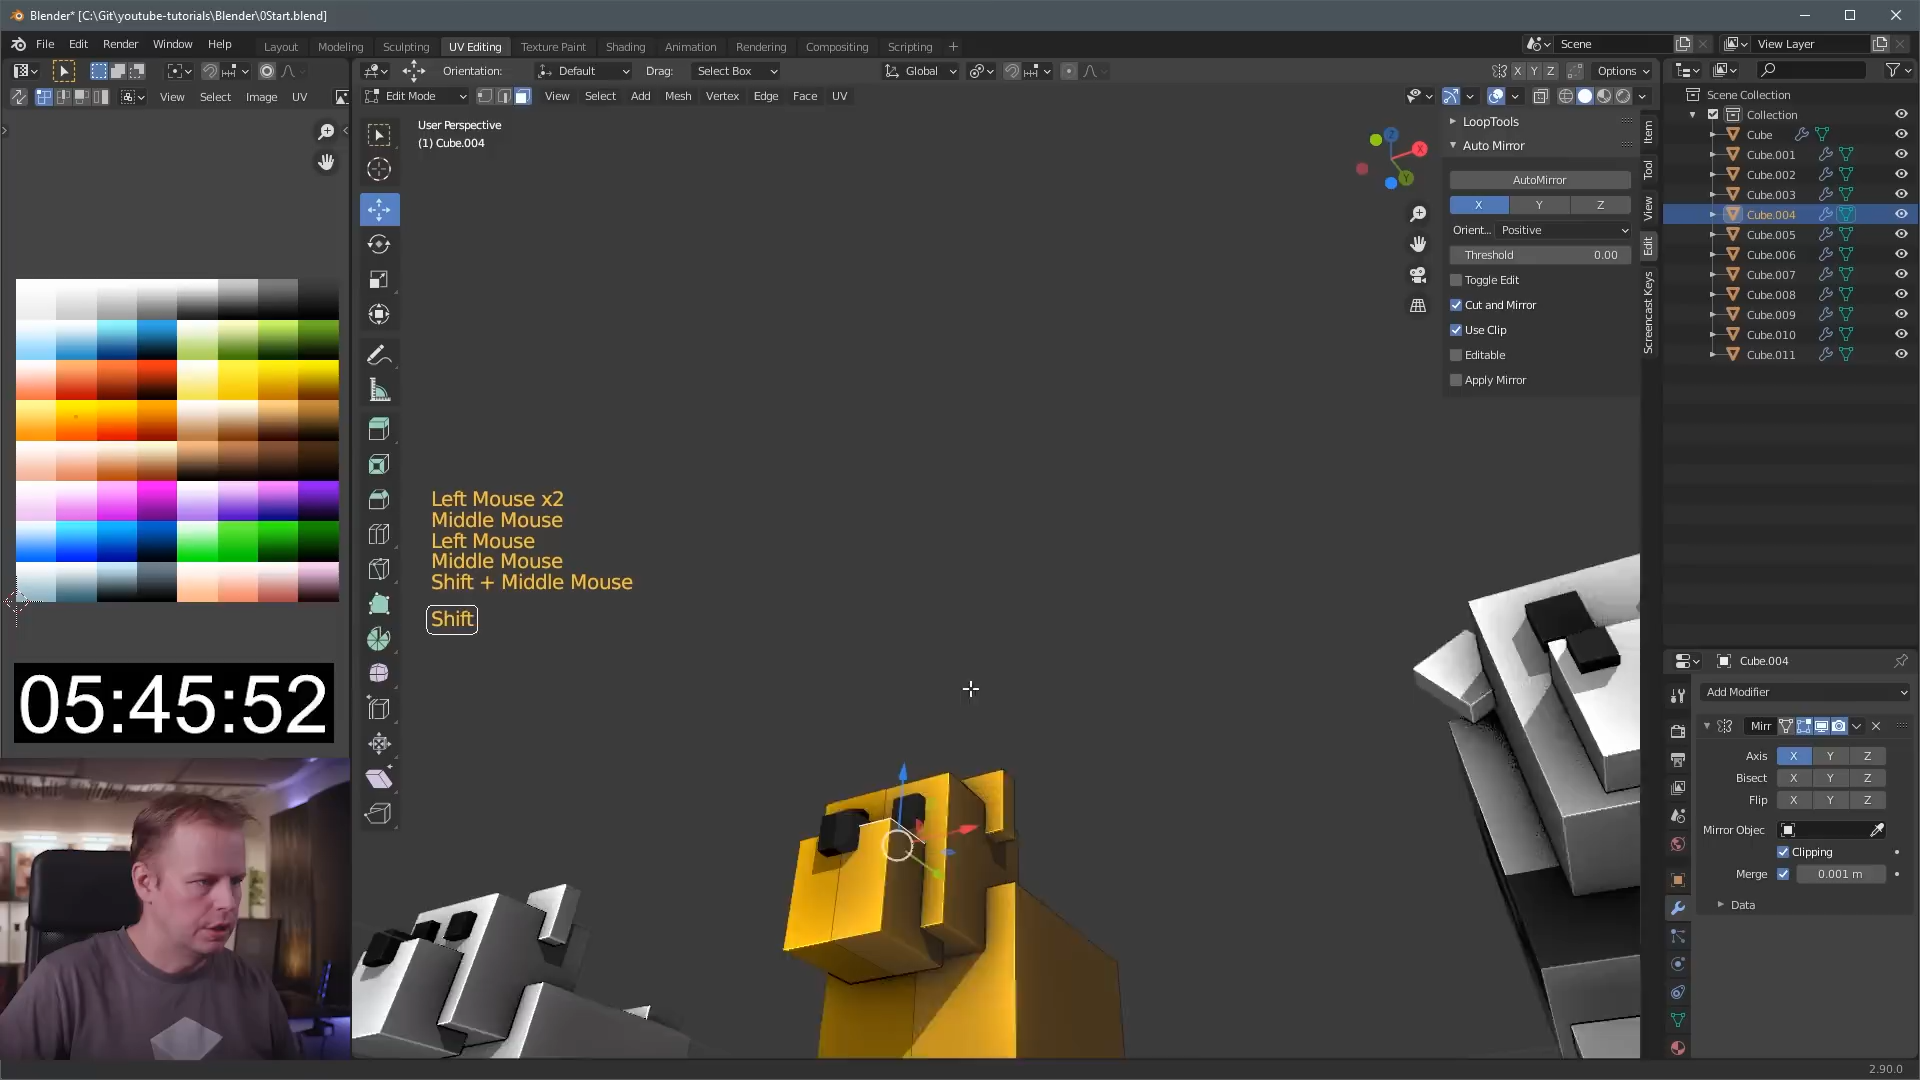 Blender* [C:\Git\youtube-tutorials\Blender\0Start.blend]
File Edit Render Window Help
Layout Modeling Sculpting UV Editing Texture Paint Shading Animation Rendering Compositing Scripting +
Scene
View Layer
Orientation: Default Drag: Select Box
Global
X Y Z Options
View Select Image UV
Edit Mode
View Select Add Mesh Vertex Edge Face UV
User Perspective
(1) Cube.004
Z
X
Y
LoopTools
Auto Mirror
AutoMirror
X Y Z
Orient... Positive
Threshold 0.00
Toggle Edit
Cut and Mirror
Use Clip
Editable
Apply Mirror
Item
Tool
View
Edit
Screencast Keys
Scene Collection
Collection
Cube
Cube.001
Cube.002
Cube.003
Cube.004
Cube.005
Cube.006
Cube.007
Cube.008
Cube.009
Cube.010
Cube.011
Left Mouse x2
Middle Mouse
Left Mouse
Middle Mouse
Shift + Middle Mouse
Shift
05:45:52
Cube.004
Add Modifier
Mirr
Axis X Y Z
Bisect X Y Z
Flip X Y Z
Mirror Objec
Clipping
Merge 0.001 m
Data
2.90.0